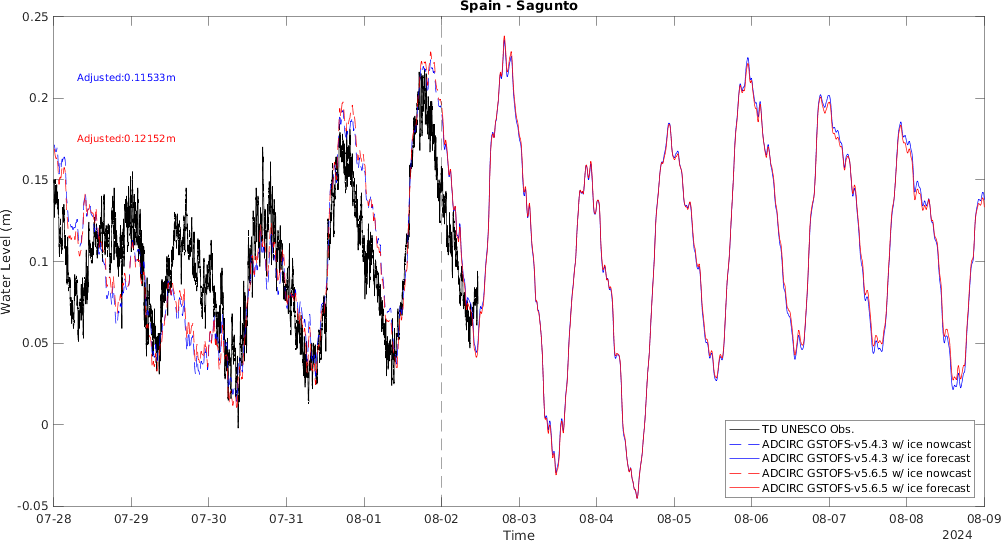 Spain - Sagunto
0.25
0.2
0.15
0.1
0.05
0
-0.05
Water Level (m)
Adjusted:0.11533m
Adjusted:0.12152m
TD UNESCO Obs.
ADCIRC GSTOFS-v5.4.3 w/ ice nowcast
ADCIRC GSTOFS-v5.4.3 w/ ice forecast
ADCIRC GSTOFS-v5.6.5 w/ ice nowcast
ADCIRC GSTOFS-v5.6.5 w/ ice forecast
07-28 07-29 07-30 07-31 08-01 08-02 08-03 08-04 08-05 08-06 08-07 08-08 08-09
Time
2024